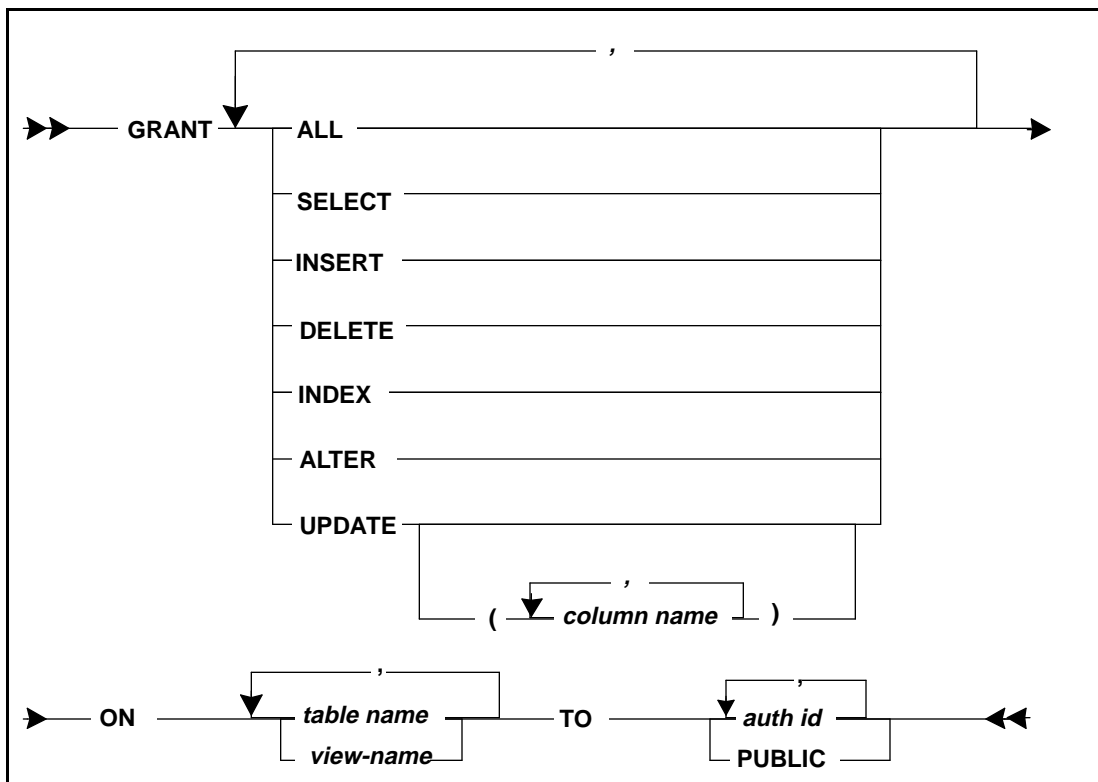 ,
GRANT ALL
SELECT
INSERT
DELETE
INDEX
ALTER
UPDATE
,
( column name )
, ,
ON table name TO auth id
view-name PUBLIC